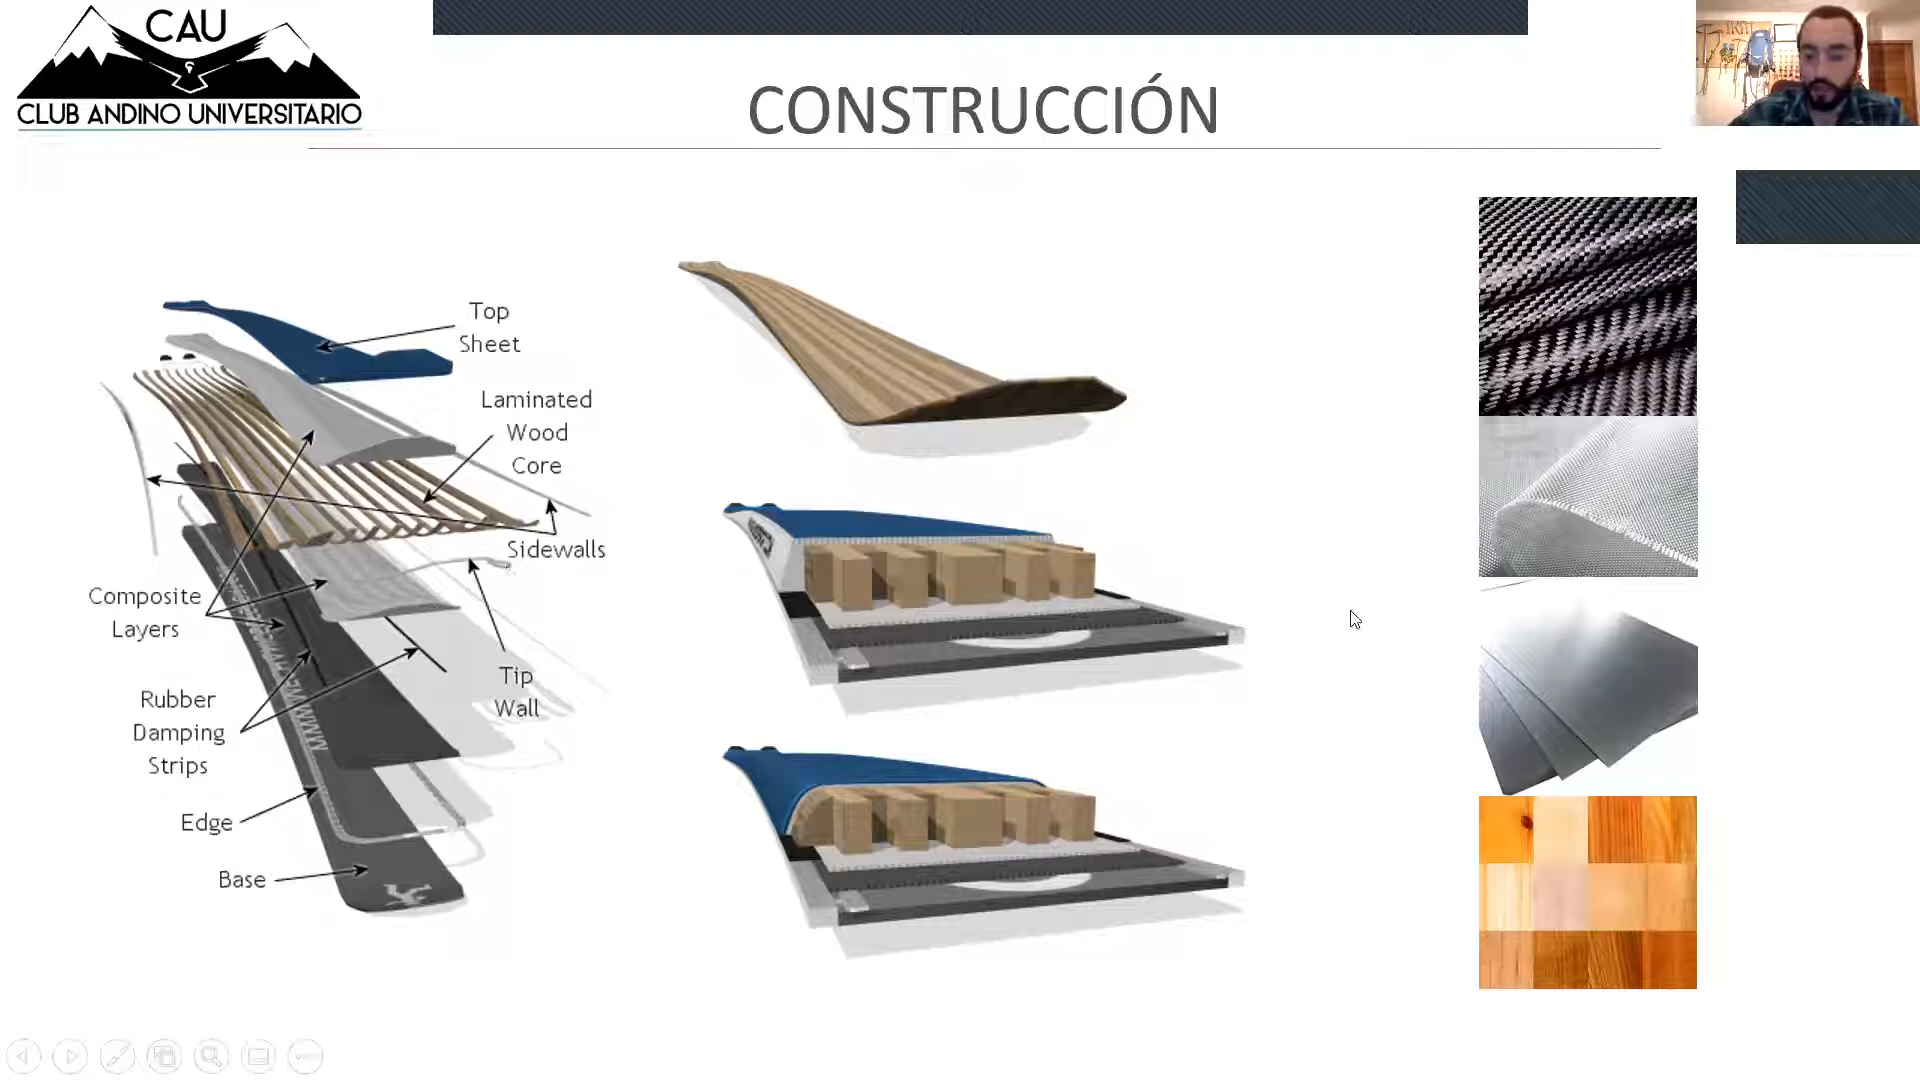 CAU
CLUB ANDINO UNIVERSITARIO
CONSTRUCCIÓN
Top
Sheet
Laminated
Wood
Core
Sidewalls
Composite
Layers
Tip
Wall
Rubber
Damping
Strips
Edge
Base